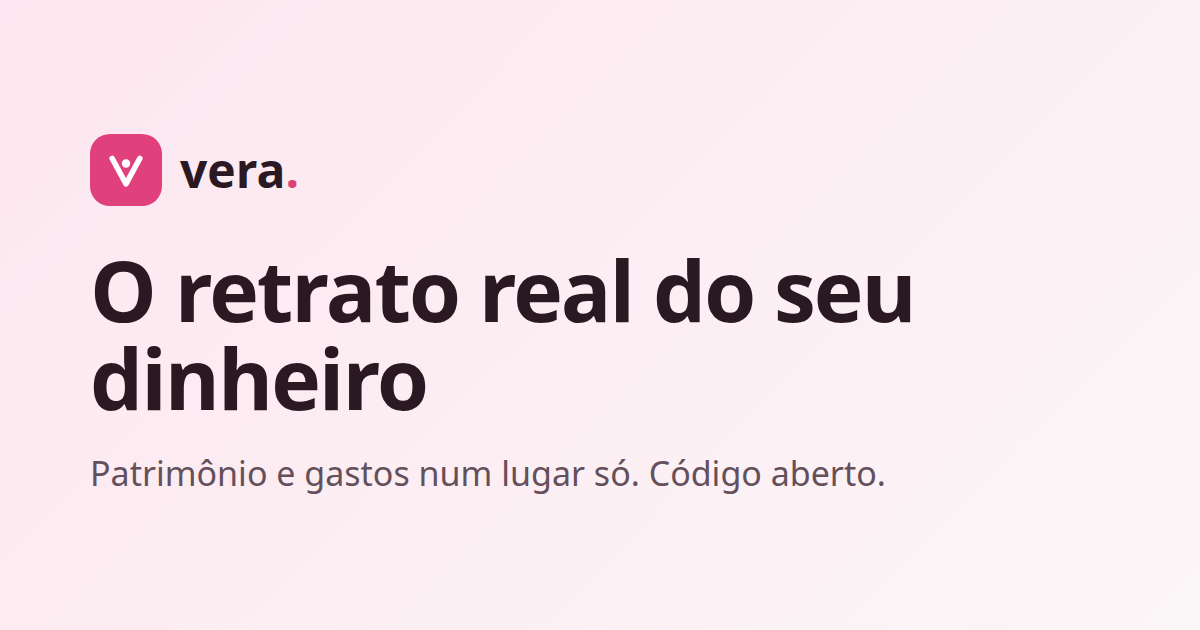 vera.
O retrato real do seu
dinheiro
Patrimônio e gastos num lugar só. Código aberto.